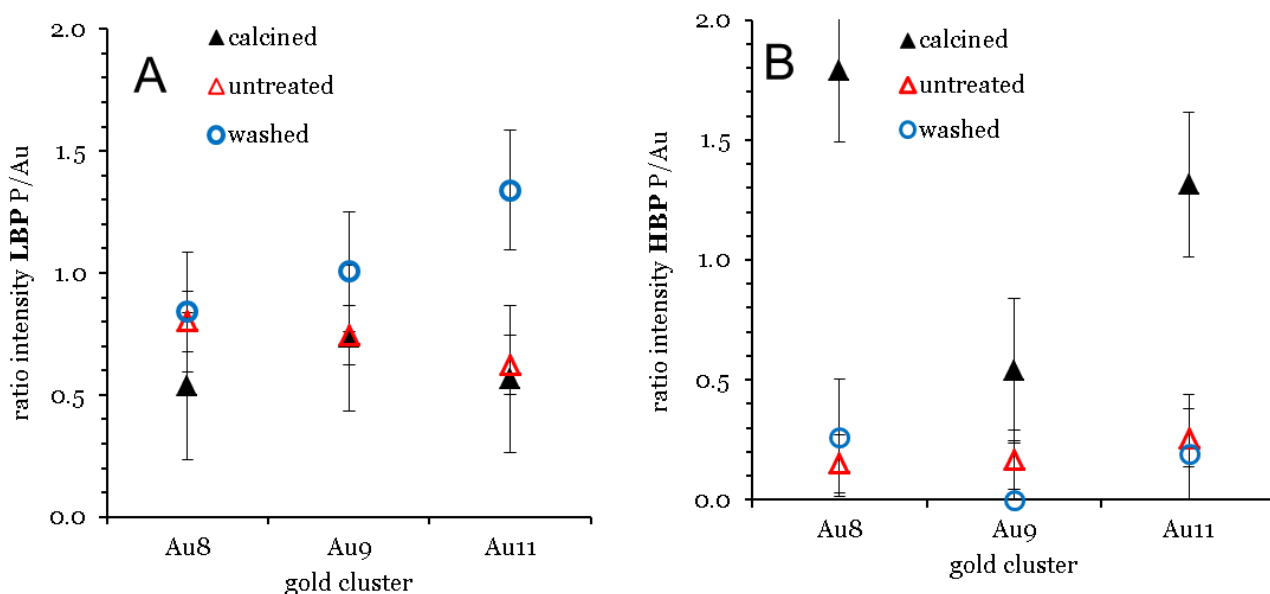 A
calcined
untreated
washed
2.0
1.5
1.0
0.5
0.0
ratio intensity LBP P/Au
Au8 Au9 Au11
gold cluster
B
calcined
untreated
washed
2.0
1.5
1.0
0.5
0.0
ratio intensity HBP P/Au
Au8 Au9 Au11
gold cluster